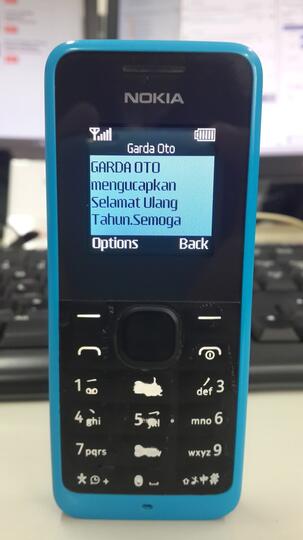 NOKIA
Garda Oto
GARDA OTO
mengucapkan
Selamat Ulang
Tahun.Semoga
Options Back
1 def 3
4 ghi 5 mno 6
7 pqrs wxyz 9
* + #